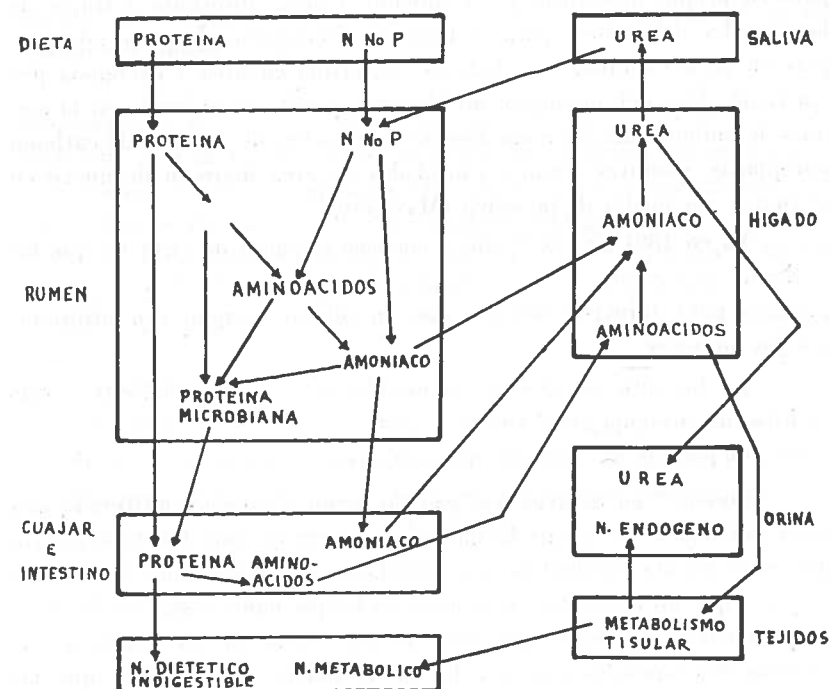 DIETA
PROTEINA N No P
UREA
SALIVA
RUMEN
PROTEINA N No P
AMINOACIDOS
AMONIACO
PROTEINA
MICROBIANA
UREA
AMONIACO
AMINOACIDOS
HIGADO
CUAJAR
E
INTESTINO
AMONIACO
PROTEINA AMINO-
ACIDOS
UREA
N. ENDOGENO
ORINA
N. DIETETICO
INDIGESTIBLE
N. METABOLICO
METABOLISMO
TISULAR
TEJIDOS